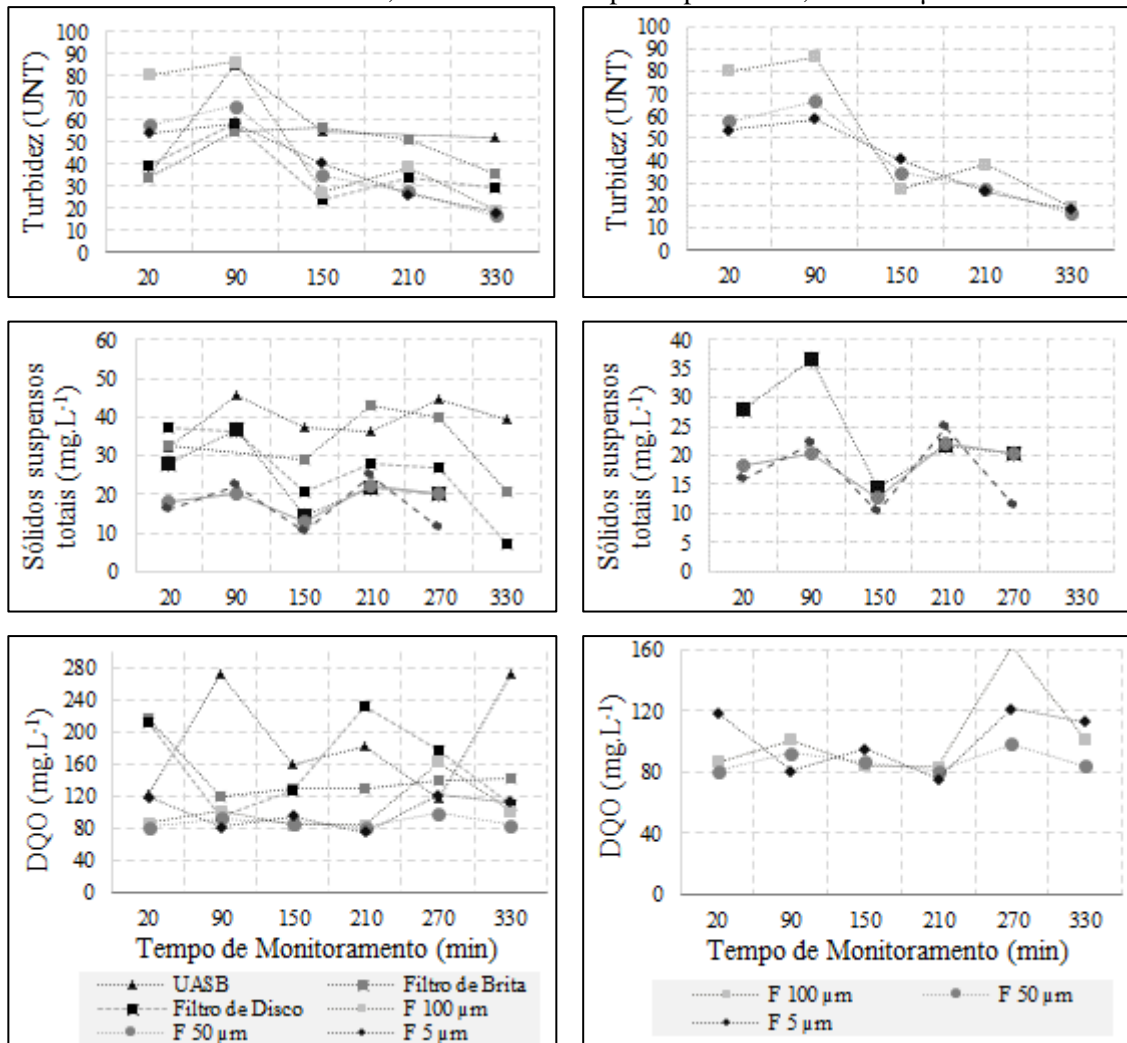 100
90
80
70
60
50
40
30
20
10
0
Turbidez (UNT)
20 90 150 210 330
100
90
80
70
60
50
40
30
20
10
0
Turbidez (UNT)
20 90 150 210 330
60
50
40
30
20
10
0
Sólidos suspensos
totais (mg.L-1)
20 90 150 210 270 330
40
35
30
25
20
15
10
5
0
Sólidos suspensos
totais (mg.L-1)
20 90 150 210 270 330
280
240
200
160
120
80
40
0
DQO (mg.L-1)
20 90 150 210 270 330
Tempo de Monitoramento (min)
UASB Filtro de Brita
Filtro de Disco F 100 µm
F 50 µm F 5 µm
160
120
80
40
0
DQO (mg.L-1)
20 90 150 210 270 330
Tempo de Monitoramento (min)
F 100 µm F 50 µm
F 5 µm